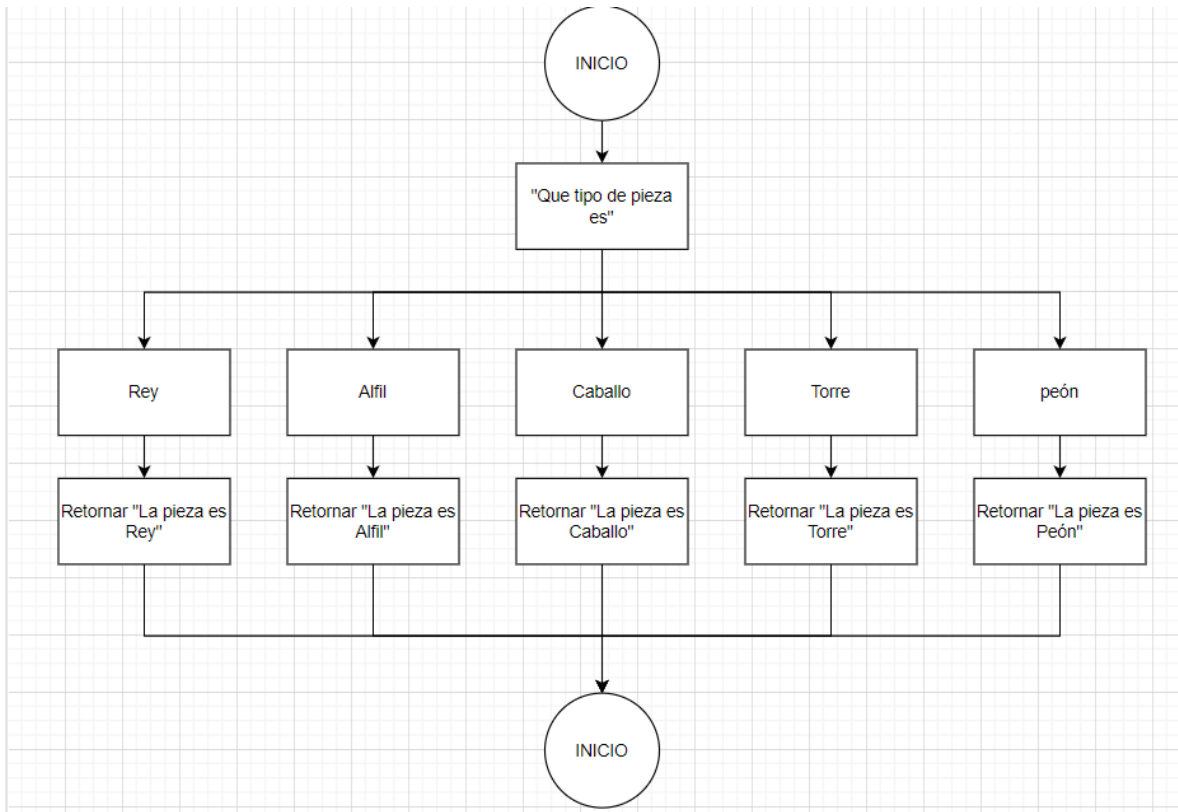 INICIO
"Que tipo de pieza
es"
Rey
Alfil
Caballo
Torre
peón
Retornar "La pieza es
Rey"
Retornar "La pieza es
Alfil"
Retornar "La pieza es
Caballo"
Retornar "La pieza es
Torre"
Retornar "La pieza es
Peón"
INICIO